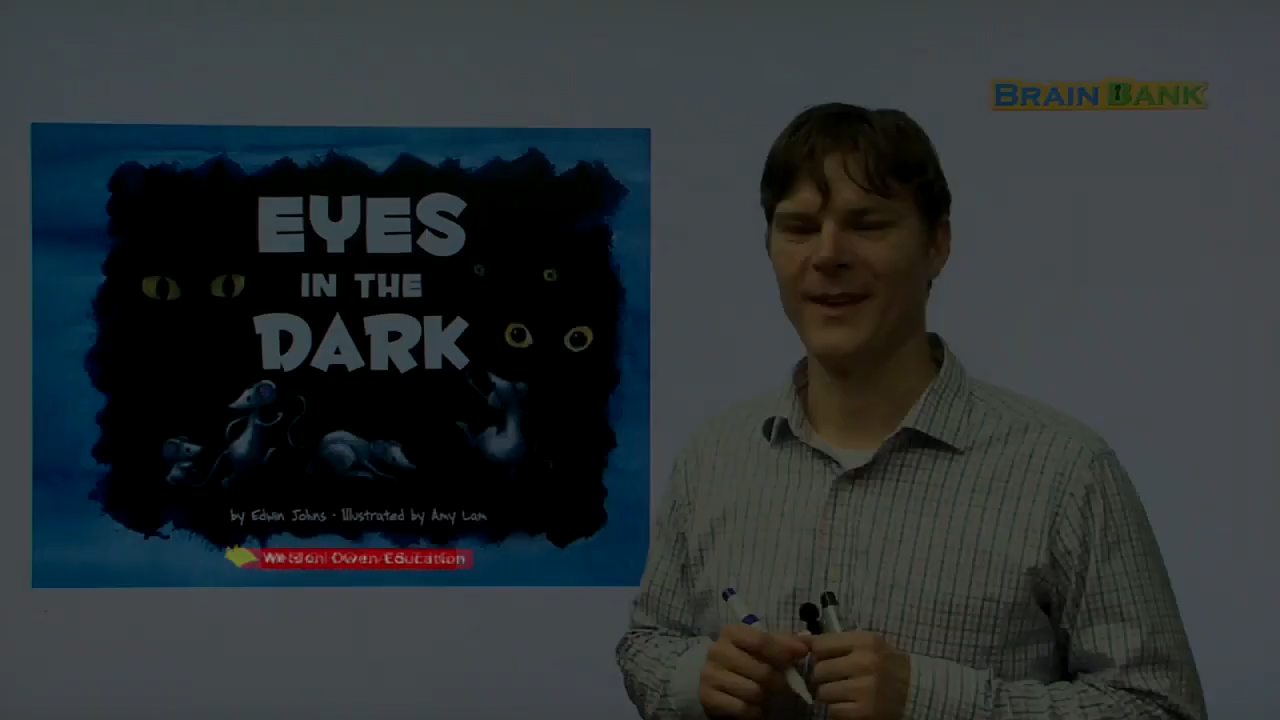 BRAIN BANK
EYES
IN THE
DARK
by Edwin Johns · Illustrated by Amy Lam
Weldon Owen Education